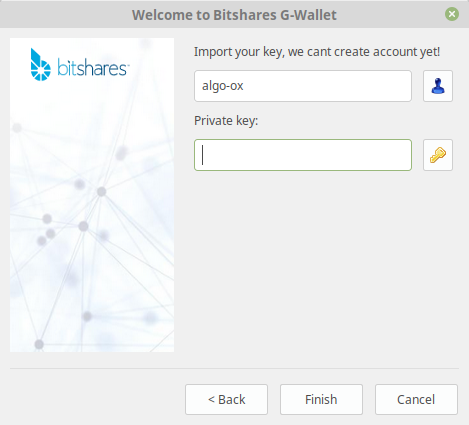 Welcome to Bitshares G-Wallet
bitshares
Import your key, we cant create account yet!
algo-ox
Private key:
< Back
Finish
Cancel